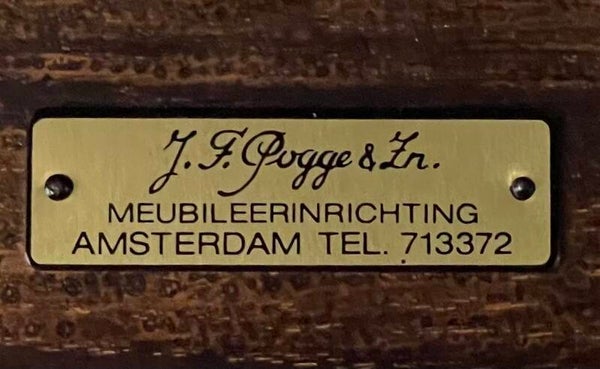 J. F. Pogge & Zn.
MEUBILEERINRICHTING
AMSTERDAM TEL. 713372